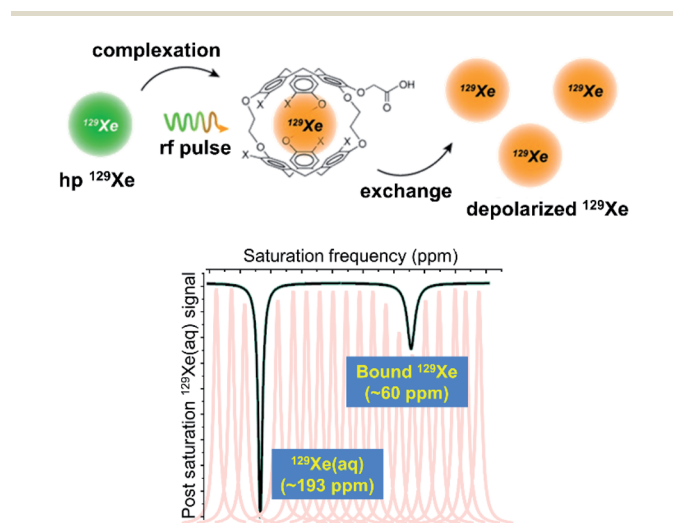 complexation
¹²⁹Xe
rf pulse
hp ¹²⁹Xe
X
X
O
O
O
OH
O
¹²⁹Xe
O
O
X
X
O
exchange
¹²⁹Xe
¹²⁹Xe
¹²⁹Xe
depolarized ¹²⁹Xe
Saturation frequency (ppm)
Post saturation ¹²⁹Xe(aq) signal
Bound ¹²⁹Xe
(~60 ppm)
¹²⁹Xe(aq)
(~193 ppm)